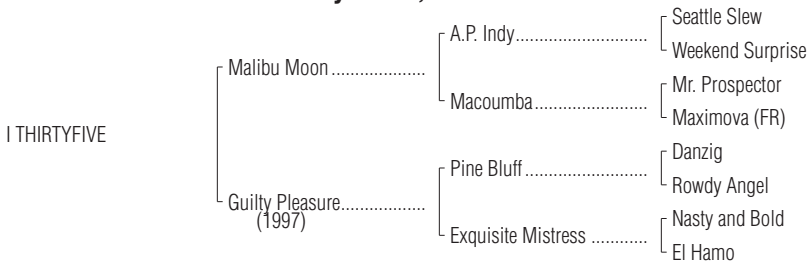 Seattle Slew
A.P. Indy..............................
Weekend Surprise
Malibu Moon .....................
Mr. Prospector
Macoumba.........................
Maximova (FR)
I THIRTYFIVE
Danzig
Pine Bluff...........................
Rowdy Angel
Guilty Pleasure...................
(1997)
Nasty and Bold
Exquisite Mistress ............
El Hamo